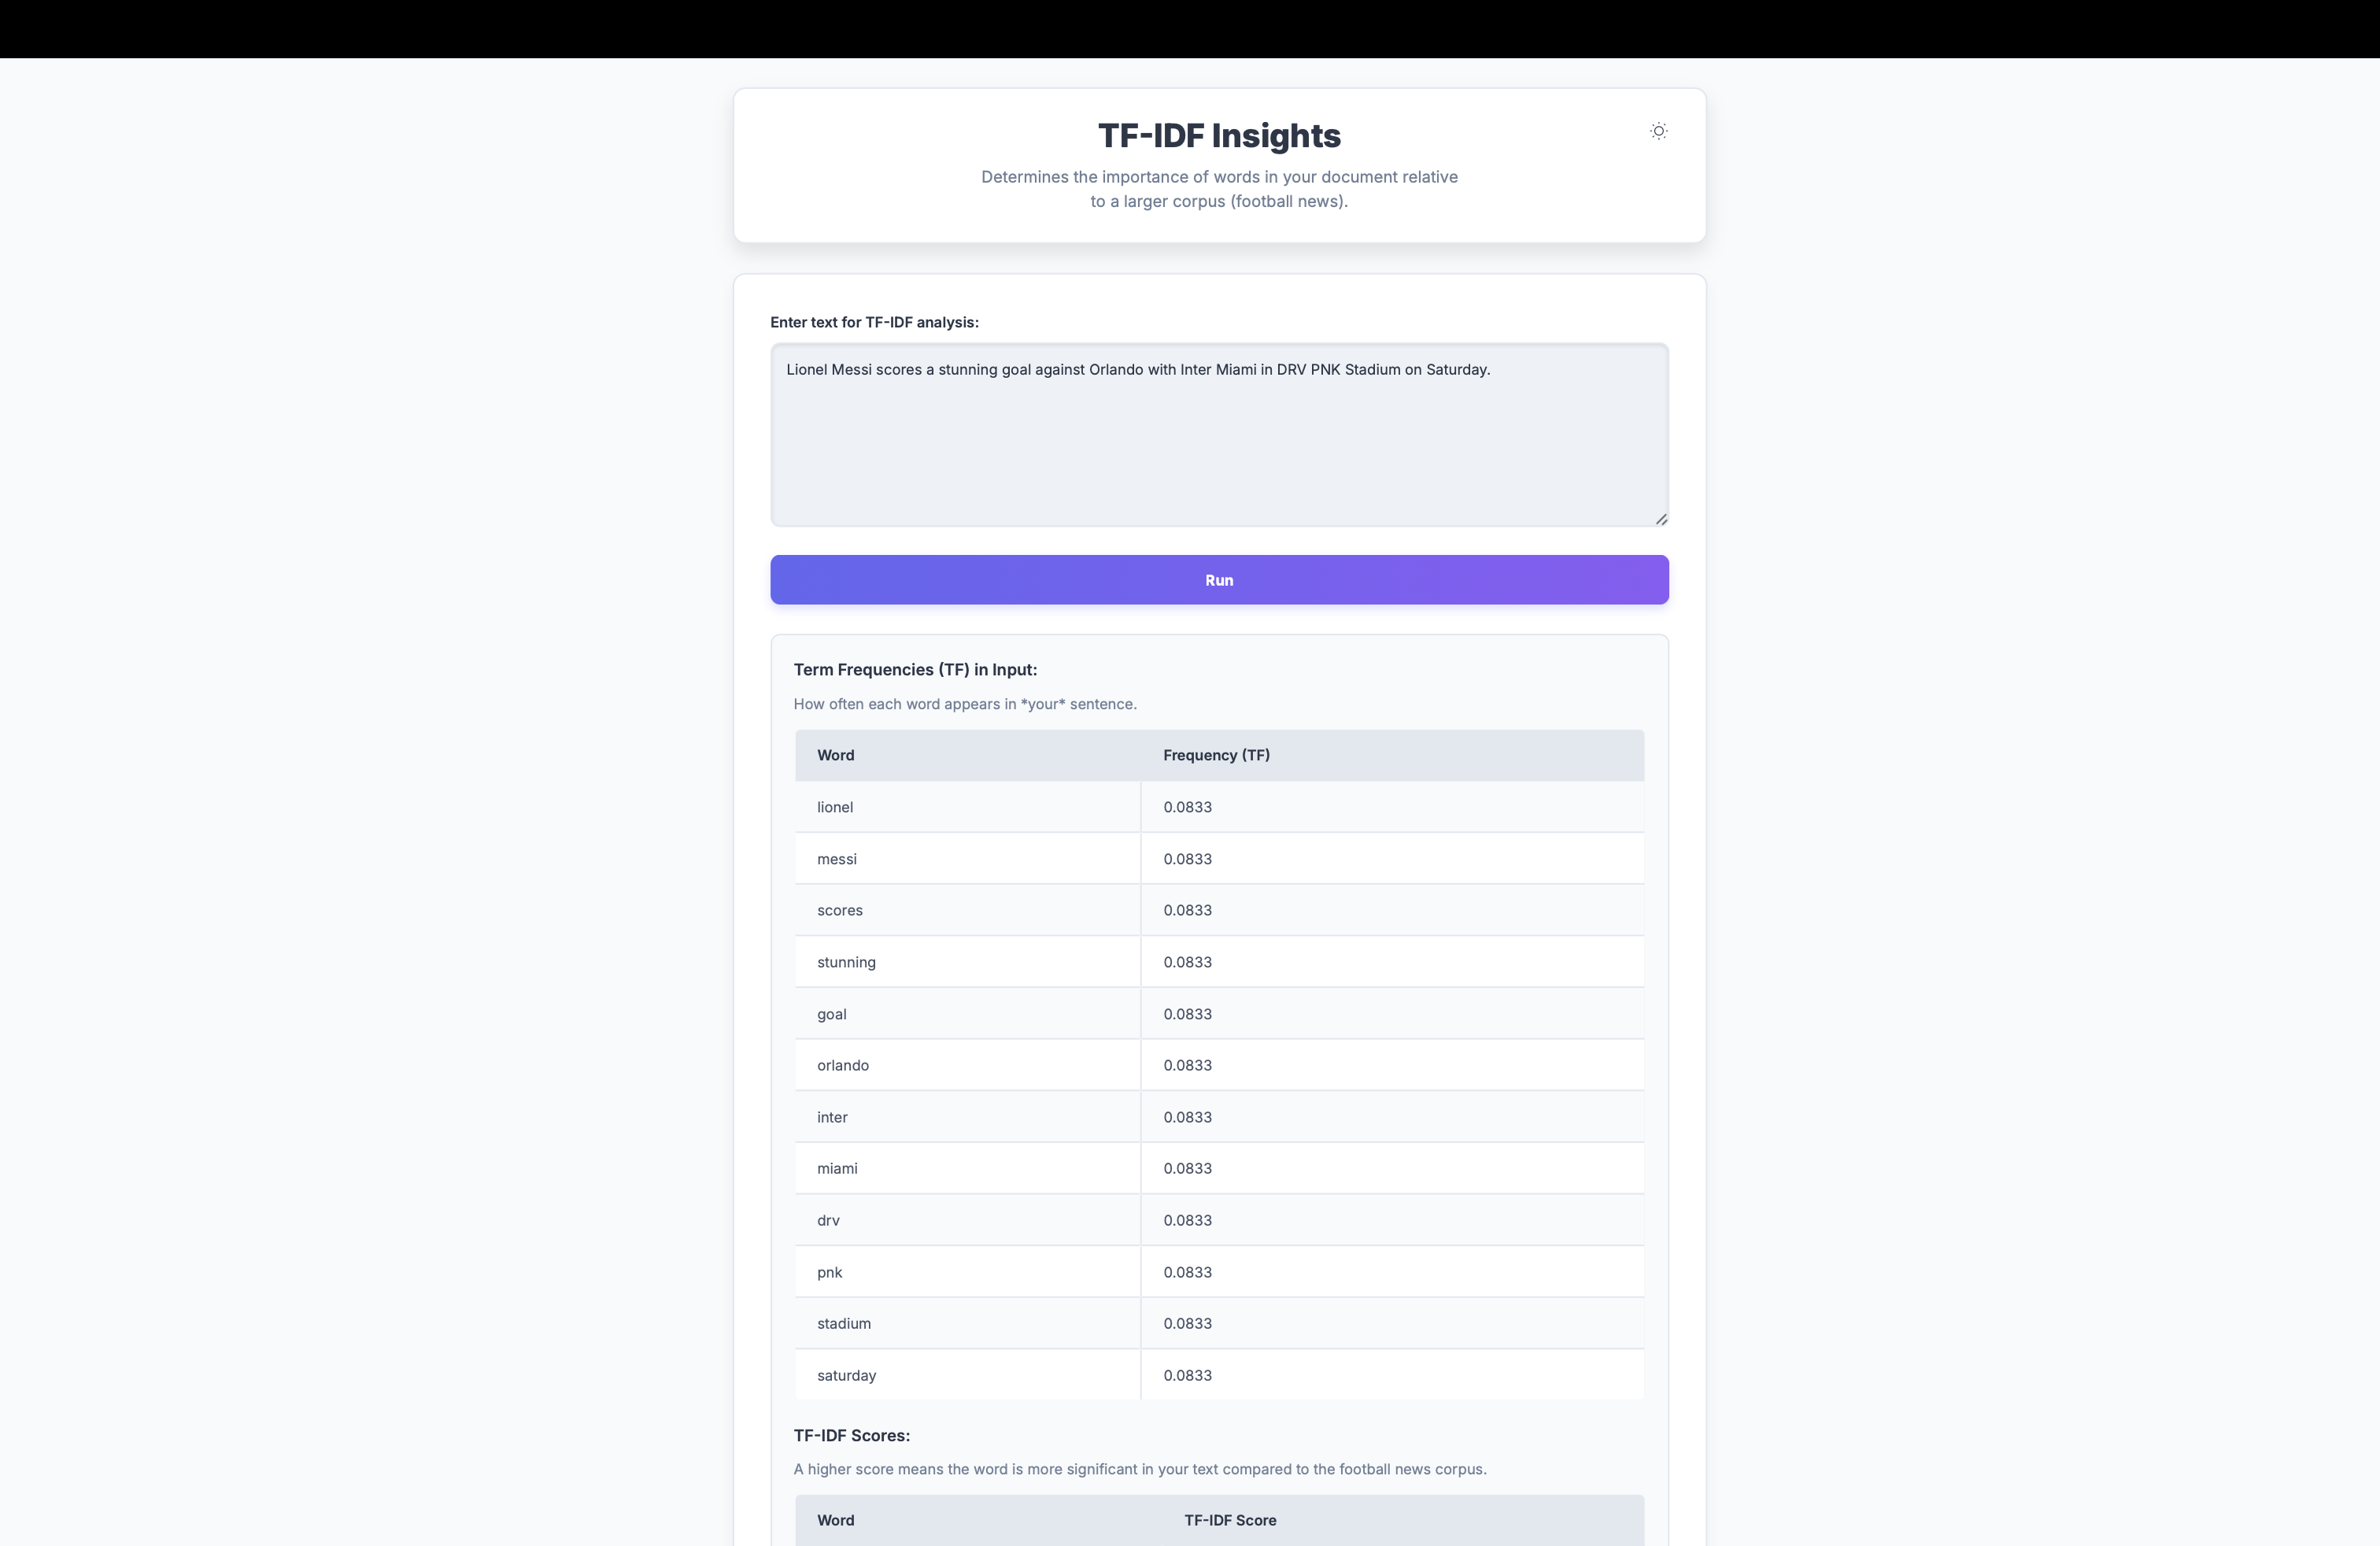 TF-IDF Insights
Determines the importance of words in your document relative
to a larger corpus (football news).
Enter text for TF-IDF analysis:
Lionel Messi scores a stunning goal against Orlando with Inter Miami in DRV PNK Stadium on Saturday.
Run
Term Frequencies (TF) in Input:
How often each word appears in *your* sentence.
Word Frequency (TF)
lionel 0.0833
messi 0.0833
scores 0.0833
stunning 0.0833
goal 0.0833
orlando 0.0833
inter 0.0833
miami 0.0833
drv 0.0833
pnk 0.0833
stadium 0.0833
saturday 0.0833
TF-IDF Scores:
A higher score means the word is more significant in your text compared to the football news corpus.
Word TF-IDF Score